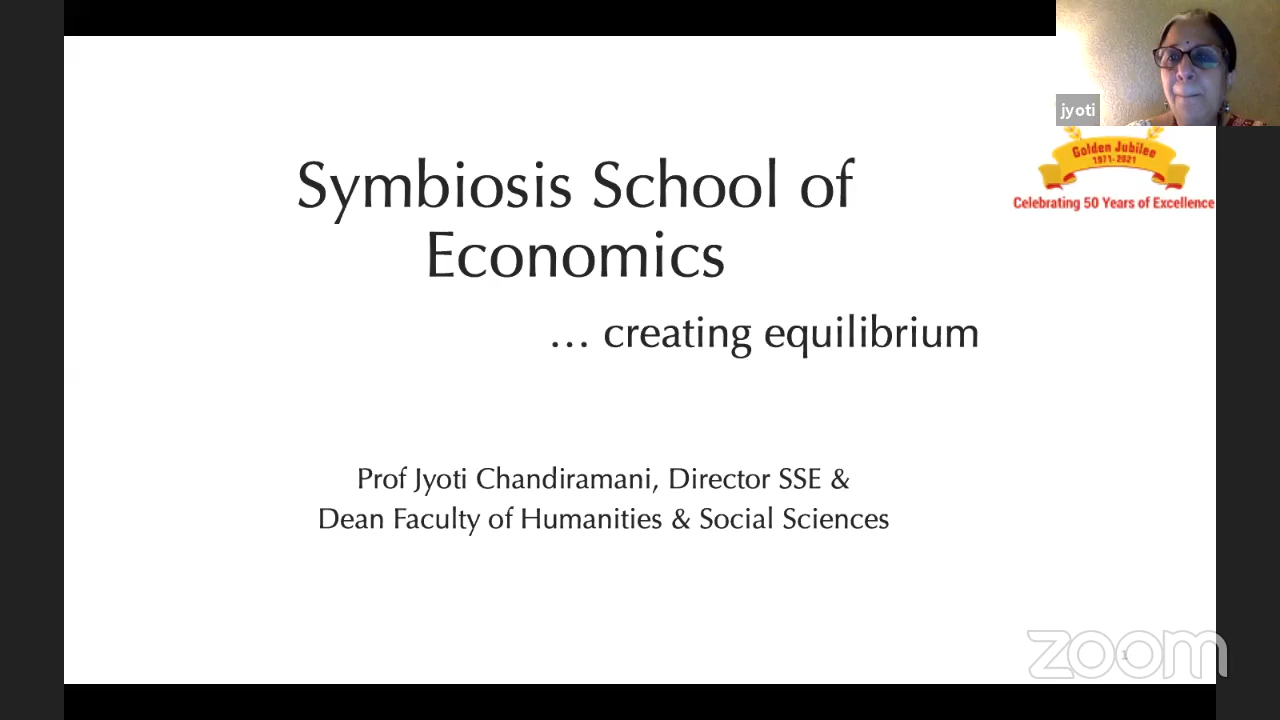 jyoti
Golden Jubilee
1971-2021
Celebrating 50 Years of Excellence
Symbiosis School of
Economics
... creating equilibrium
Prof Jyoti Chandiramani, Director SSE &
Dean Faculty of Humanities & Social Sciences
zoom
1